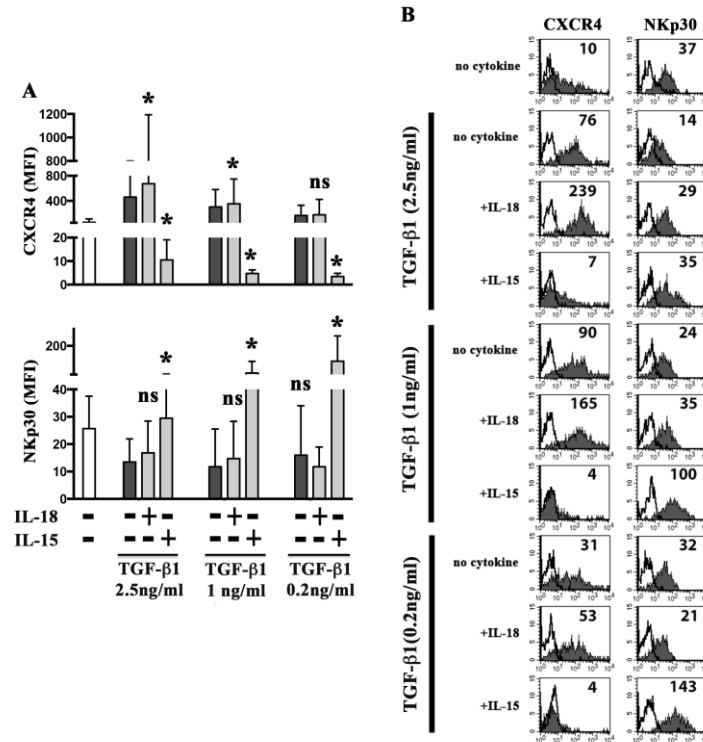 A
*
*
ns
*
*
*
1200
1000
800
800
400
20
10
0
CXCR4 (MFI)
*
*
*
ns
ns
ns
200
40
30
20
10
0
NKp30 (MFI)
IL-18 - - + - - + - - + -
IL-15 - - - + - - + - - +
TGF-β1 TGF-β1 TGF-β1
2.5ng/ml 1 ng/ml 0.2ng/ml
B
CXCR4 NKp30
no cytokine 10 37
TGF-β1 (2.5ng/ml)
no cytokine 76 14
+IL-18 239 29
+IL-15 7 35
TGF-β1 (1ng/ml)
no cytokine 90 24
+IL-18 165 35
+IL-15 4 100
TGF-β1(0.2ng/ml)
no cytokine 31 32
+IL-18 53 21
+IL-15 4 143